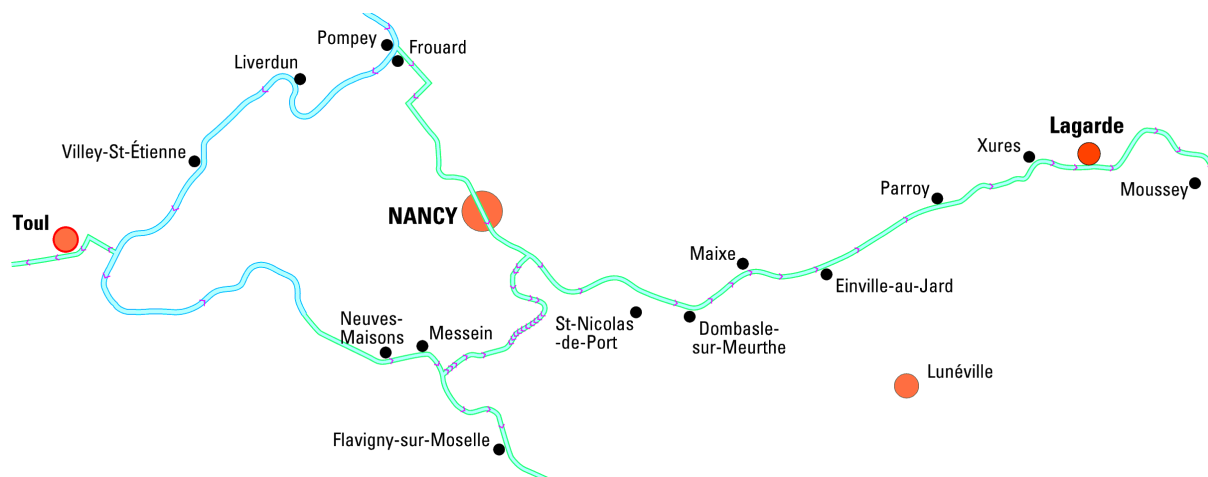 Pompey
Frouard
Liverdun
Villey-St-Étienne
Toul
NANCY
Lagarde
Xures
Moussey
Parroy
Maixe
Einville-au-Jard
St-Nicolas
-de-Port
Dombasle-
sur-Meurthe
Neuves-
Maisons
Messein
Lunéville
Flavigny-sur-Moselle